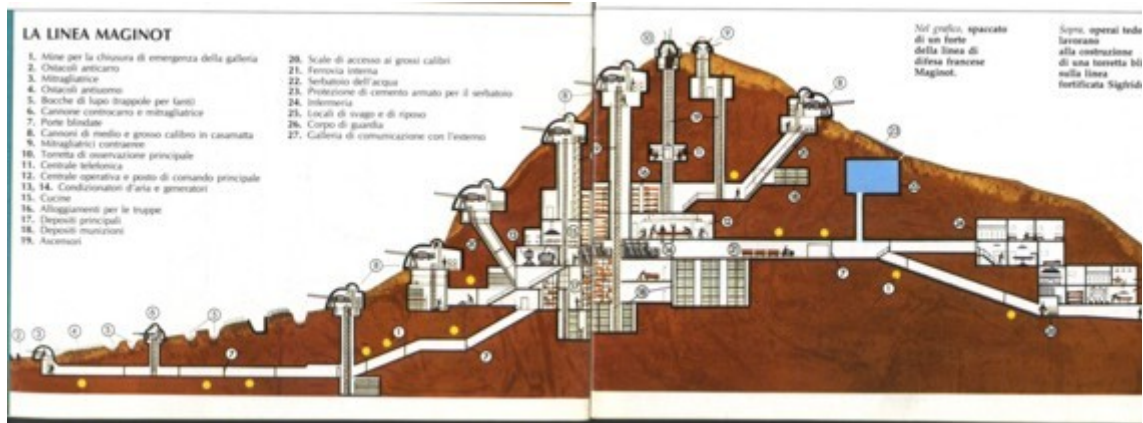 LA LINEA MAGINOT
1. Mine per la chiusura di emergenza della galleria
2. Ostacoli anticarro
3. Mitragliatrice
4. Ostacoli antiuomo
5. Bocche di lupo (trappole per fanti)
6. Cannone controcarro e mitragliatrice
7. Porte blindate
8. Cannoni di medio e grosso calibro in casamatta
9. Mitragliatrici contraeree
10. Torretta di osservazione principale
11. Centrale telefonica
12. Centrale operativa e posto di comando principale
13, 14. Condizionatori d'aria e generatori
15. Cucine
16. Alloggiamenti per le truppe
17. Depositi principali
18. Depositi munizioni
19. Ascensori
20. Scale di accesso ai grossi calibri
21. Ferrovia interna
22. Serbatoio dell'acqua
23. Protezione di cemento armato per il serbatoio
24. Infermeria
25. Locali di svago e di riposo
26. Corpo di guardia
27. Galleria di comunicazione con l'esterno
Nel grafico, spaccato
di un forte
della linea di
difesa francese
Maginot.
Sopra, operai tede
lavorano
alla costruzione
di una torretta bli
sulla linea
fortificata Sigfrido